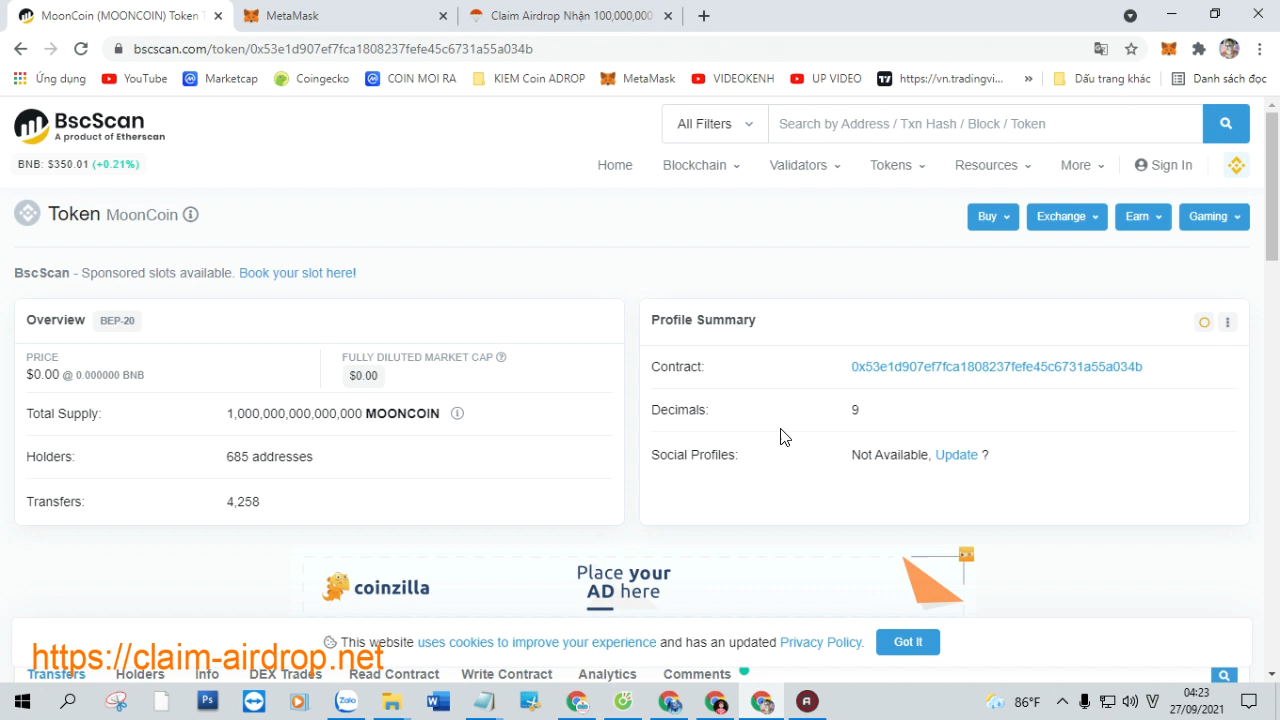 MoonCoin (MOONCOIN) Token T
MetaMask
Claim Airdrop Nhận 100,000,000
bscscan.com/token/0x53e1d907ef7fca1808237fefe45c6731a55a034b
Ứng dụng
YouTube
Marketcap
Coingecko
COIN MOI RA
KIEM Coin ADROP
MetaMask
VIDEOKENH
UP VIDEO
https://vn.tradingvi...
»
Dấu trang khác
Danh sách đọc
BscScan
A product of Etherscan
All Filters
Search by Address / Txn Hash / Block / Token
BNB: $350.01 (+0.21%)
Home
Blockchain
Validators
Tokens
Resources
More
Sign In
Token MoonCoin
Buy
Exchange
Earn
Gaming
BscScan - Sponsored slots available. Book your slot here!
Overview BEP-20
PRICE
$0.00 @ 0.000000 BNB
FULLY DILUTED MARKET CAP
$0.00
Total Supply: 1,000,000,000,000,000 MOONCOIN
Holders: 685 addresses
Transfers: 4,258
Profile Summary
Contract: 0x53e1d907ef7fca1808237fefe45c6731a55a034b
Decimals: 9
Social Profiles: Not Available, Update ?
coinzilla
Place your
AD here
This website uses cookies to improve your experience and has an updated Privacy Policy.
Got It
https://claim-airdrop.net
Transfers
Holders
Info
DEX Trades
Read Contract
Write Contract
Analytics
Comments
Ps
W
Zalo
A
86°F
V
04:23
27/09/2021